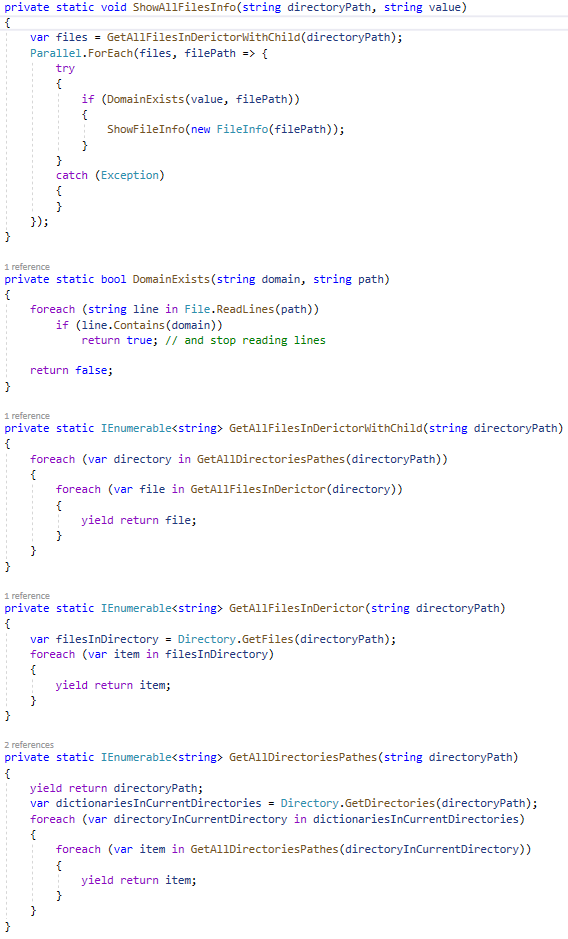 private static void ShowAllFilesInfo(string directoryPath, string value)
{
    var files = GetAllFilesInDerictorWithChild(directoryPath);
    Parallel.ForEach(files, filePath => {
        try
        {
            if (DomainExists(value, filePath))
            {
                ShowFileInfo(new FileInfo(filePath));
            }
        }
        catch (Exception)
        {
        }
    });
}
1 reference
private static bool DomainExists(string domain, string path)
{
    foreach (string line in File.ReadLines(path))
        if (line.Contains(domain))
            return true; // and stop reading lines
    return false;
}
1 reference
private static IEnumerable<string> GetAllFilesInDerictorWithChild(string directoryPath)
{
    foreach (var directory in GetAllDirectoriesPathes(directoryPath))
    {
        foreach (var file in GetAllFilesInDerictor(directory))
        {
            yield return file;
        }
    }
}
1 reference
private static IEnumerable<string> GetAllFilesInDerictor(string directoryPath)
{
    var filesInDirectory = Directory.GetFiles(directoryPath);
    foreach (var item in filesInDirectory)
    {
        yield return item;
    }
}
2 references
private static IEnumerable<string> GetAllDirectoriesPathes(string directoryPath)
{
    yield return directoryPath;
    var dictionariesInCurrentDirectories = Directory.GetDirectories(directoryPath);
    foreach (var directoryInCurrentDirectory in dictionariesInCurrentDirectories)
    {
        foreach (var item in GetAllDirectoriesPathes(directoryInCurrentDirectory))
        {
            yield return item;
        }
    }
}